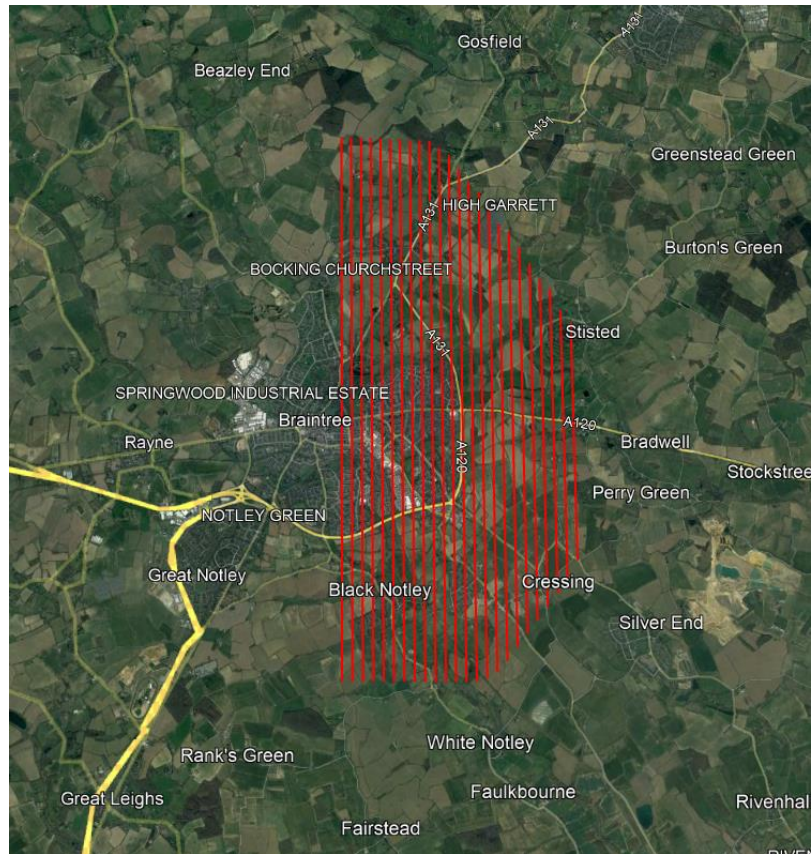 A131
Gosfield
Beazley End
A131
Greenstead Green
HIGH GARRETT
A131
Burton's Green
BOCKING CHURCHSTREET
Stisted
A131
SPRINGWOOD INDUSTRIAL ESTATE
Braintree
A120
Rayne
Bradwell
A120
Stockstree
Perry Green
NOTLEY GREEN
Great Notley
Black Notley
Cressing
Silver End
White Notley
Rank's Green
Faulkbourne
Great Leighs
Rivenhal
Fairstead